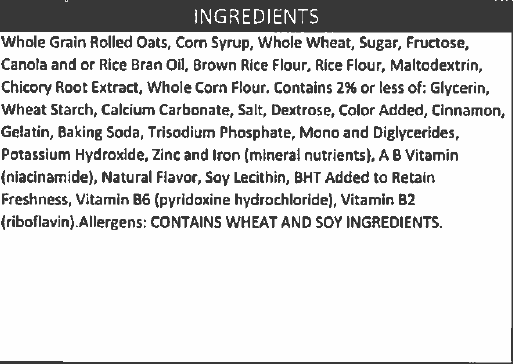 INGREDIENTS
Whole Grain Rolled Oats, Corn Syrup, Whole Wheat, Sugar, Fructose,
Canola and or Rice Bran Oil, Brown Rice Flour, Rice Flour, Maltodextrin,
Chicory Root Extract, Whole Corn Flour. Contains 2% or less of: Glycerin,
Wheat Starch, Calcium Carbonate, Salt, Dextrose, Color Added, Cinnamon,
Gelatin, Baking Soda, Trisodium Phosphate, Mono and Diglycerides,
Potassium Hydroxide, Zinc and Iron (mineral nutrients), A B Vitamin
(niacinamide), Natural Flavor, Soy Lecithin, BHT Added to Retain
Freshness, Vitamin B6 (pyridoxine hydrochloride), Vitamin B2
(riboflavin).Allergens: CONTAINS WHEAT AND SOY INGREDIENTS.